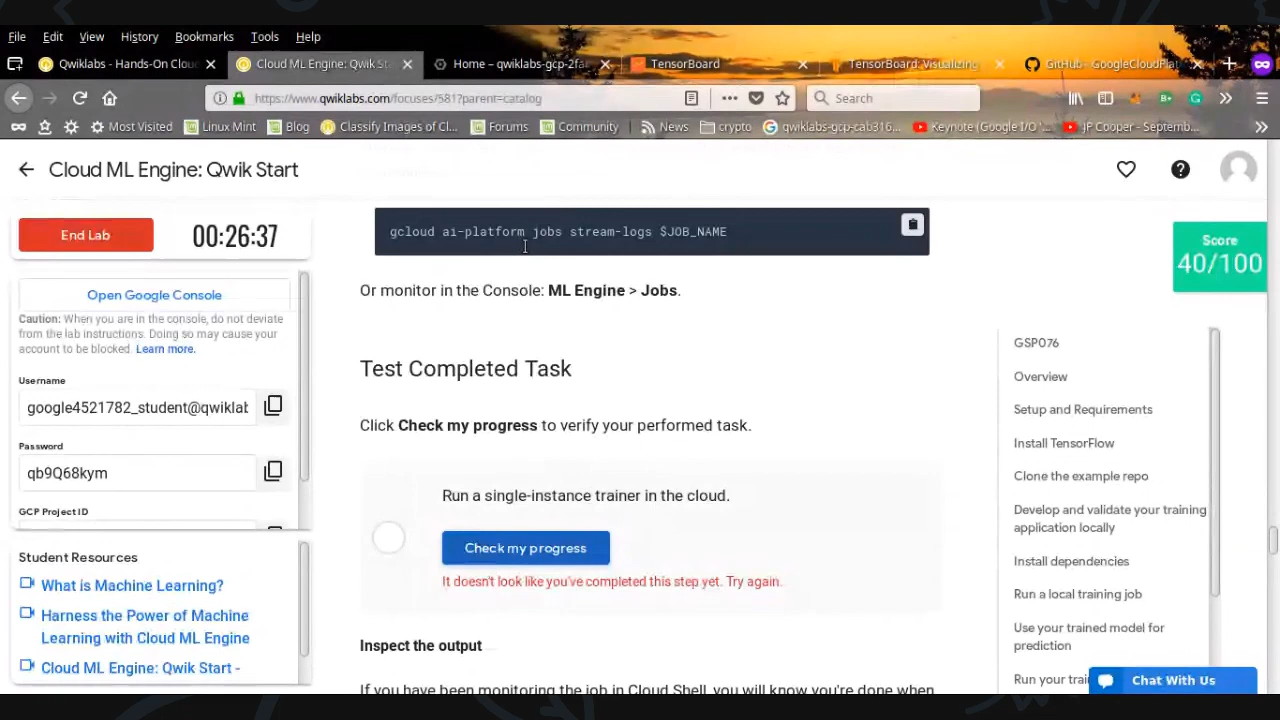 File Edit View History Bookmarks Tools Help
Qwiklabs - Hands-On Cloud
Cloud ML Engine: Qwik St
Home – qwiklabs-gcp-2fa
TensorBoard
TensorBoard: Visualizing
GitHub - GoogleCloudPlat
https://www.qwiklabs.com/focuses/581?parent=catalog
Search
Most Visited Linux Mint Blog Classify Images of Cl... Forums Community News crypto qwiklabs-gcp-cab316... Keynote (Google I/O '... JP Cooper - Septemb...
Cloud ML Engine: Qwik Start
End Lab
00:26:37
Open Google Console
Caution: When you are in the console, do not deviate
from the lab instructions. Doing so may cause your
account to be blocked. Learn more.
Username
google4521782_student@qwiklab
Password
qb9Q68kym
GCP Project ID
Student Resources
What is Machine Learning?
Harness the Power of Machine
Learning with Cloud ML Engine
Cloud ML Engine: Qwik Start -
gcloud ai-platform jobs stream-logs $JOB_NAME
Or monitor in the Console: ML Engine > Jobs.
Test Completed Task
Click Check my progress to verify your performed task.
Run a single-instance trainer in the cloud.
Check my progress
It doesn't look like you've completed this step yet. Try again.
Inspect the output
If you have been monitoring the job in Cloud Shell, you will know you're done when
Score
40/100
GSP076
Overview
Setup and Requirements
Install TensorFlow
Clone the example repo
Develop and validate your training
application locally
Install dependencies
Run a local training job
Use your trained model for
prediction
Run your trai
Chat With Us